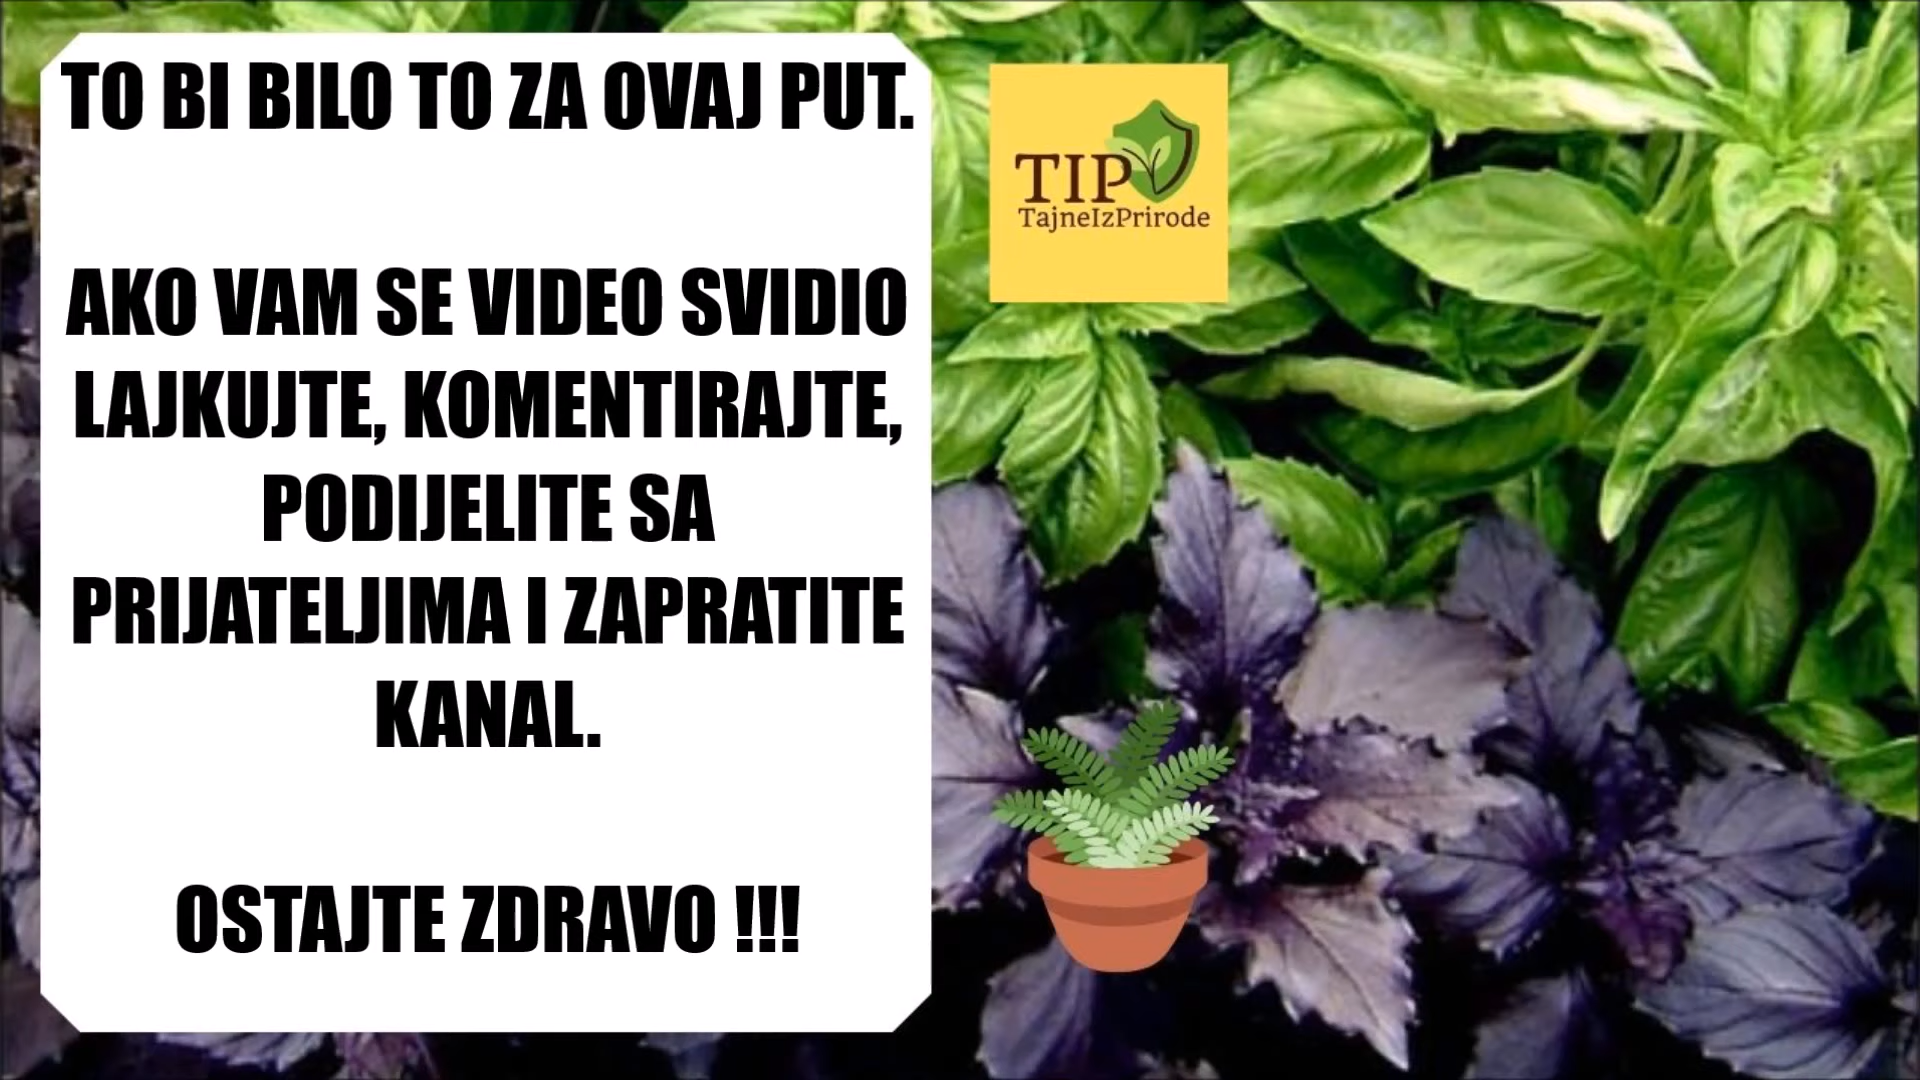 TO BI BILO TO ZA OVAJ PUT.
AKO VAM SE VIDEO SVIDIO
LAJKUJTE, KOMENTIRAJTE,
PODIJELITE SA
PRIJATELJIMA I ZAPRATITE
KANAL.
OSTAJTE ZDRAVO !!!
TIP
TajneIzPrirode